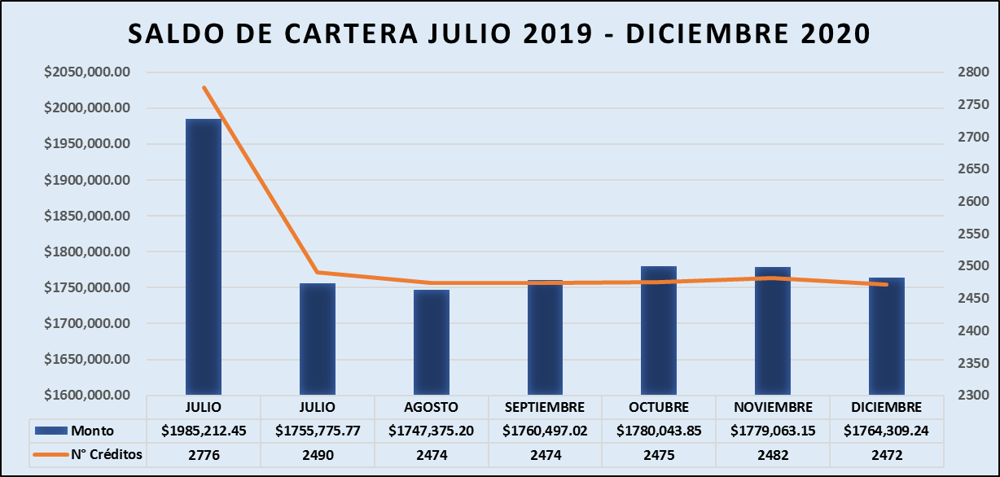 SALDO DE CARTERA JULIO 2019 - DICIEMBRE 2020
$2050,000.00 2800
$2000,000.00 2750
$1950,000.00 2700
$1900,000.00 2650
$1850,000.00 2600
$1800,000.00 2550
$1750,000.00 2500
$1700,000.00 2450
$1650,000.00 2400
$1600,000.00 2350
2300
JULIO JULIO AGOSTO SEPTIEMBRE OCTUBRE NOVIEMBRE DICIEMBRE
Monto $1985,212.45 $1755,775.77 $1747,375.20 $1760,497.02 $1780,043.85 $1779,063.15 $1764,309.24
N° Créditos 2776 2490 2474 2474 2475 2482 2472